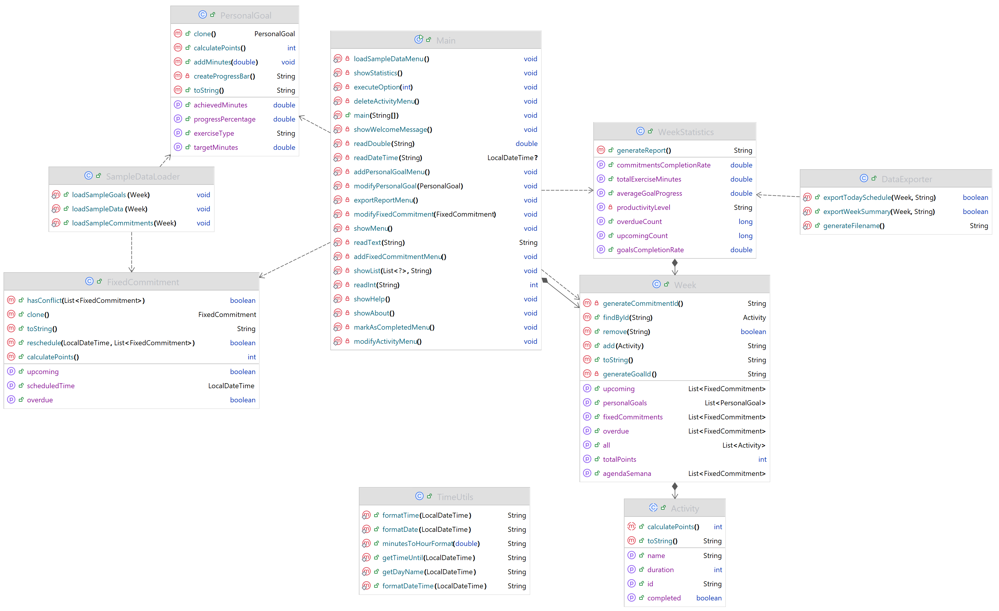 PersonalGoal
clone() PersonalGoal
calculatePoints() int
addMinutes(double) void
createProgressBar() String
toString() String
achievedMinutes double
progressPercentage double
exerciseType String
targetMinutes double
Main
loadSampleDataMenu() void
showStatistics() void
executeOption(int) void
deleteActivityMenu() void
main(String[]) void
showWelcomeMessage() void
readDouble(String) double
readDateTime(String) LocalDateTime?
addPersonalGoalMenu() void
modifyPersonalGoal(PersonalGoal) void
exportReportMenu() void
modifyFixedCommitment(FixedCommitment) void
showMenu() void
readText(String) String
addFixedCommitmentMenu() void
showList(List<?>, String) void
readInt(String) int
showHelp() void
showAbout() void
markAsCompletedMenu() void
modifyActivityMenu() void
WeekStatistics
generateReport() String
commitmentsCompletionRate double
totalExerciseMinutes double
averageGoalProgress double
productivityLevel String
overdueCount long
upcomingCount long
goalsCompletionRate double
DataExporter
exportTodaySchedule(Week, String) boolean
exportWeekSummary(Week, String) boolean
generateFilename() String
SampleDataLoader
loadSampleGoals(Week) void
loadSampleData(Week) void
loadSampleCommitments(Week) void
FixedCommitment
hasConflict(List<FixedCommitment>) boolean
clone() FixedCommitment
toString() String
reschedule(LocalDateTime, List<FixedCommitment>) boolean
calculatePoints() int
upcoming boolean
scheduledTime LocalDateTime
overdue boolean
Week
generateCommitmentId() String
findById(String) Activity
remove(String) boolean
add(Activity) String
toString() String
generateGoalId() String
upcoming List<FixedCommitment>
personalGoals List<PersonalGoal>
fixedCommitments List<FixedCommitment>
overdue List<FixedCommitment>
all List<Activity>
totalPoints int
agendaSemana List<FixedCommitment>
TimeUtils
formatTime(LocalDateTime) String
formatDate(LocalDateTime) String
minutesToHourFormat(double) String
getTimeUntil(LocalDateTime) String
getDayName(LocalDateTime) String
formatDateTime(LocalDateTime) String
Activity
calculatePoints() int
toString() String
name String
duration int
id String
completed boolean